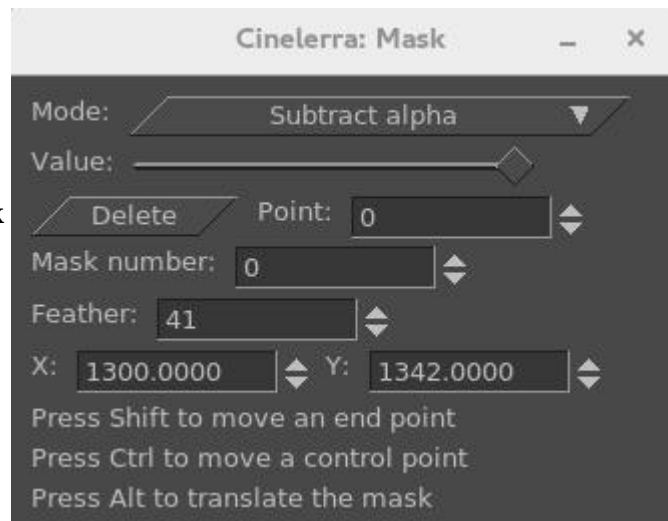 Cinelerra: Mask
Mode: Subtract alpha
Value:
Delete Point: 0
Mask number: 0
Feather: 41
X: 1300.0000 Y: 1342.0000
Press Shift to move an end point
Press Ctrl to move a control point
Press Alt to translate the mask